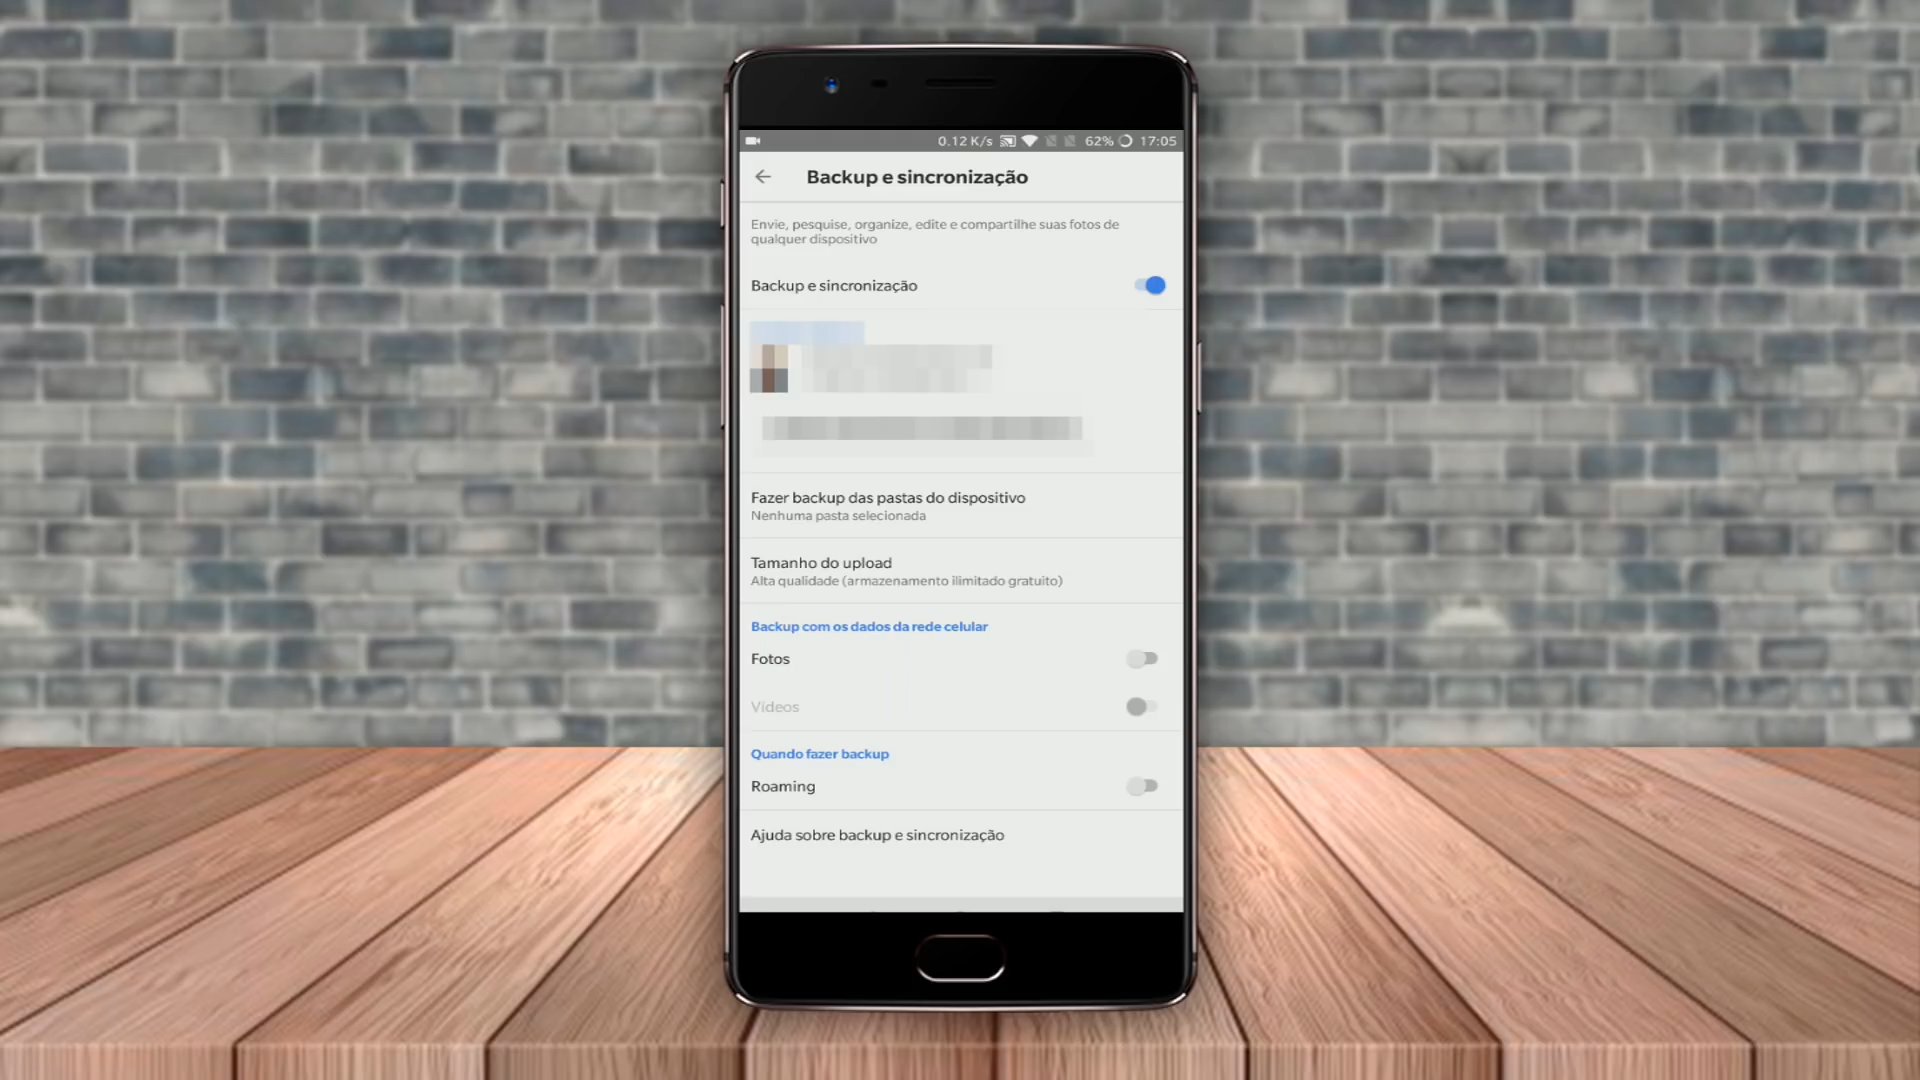 0.12 K/s 62% 17:05
Backup e sincronização
Envie, pesquise, organize, edite e compartilhe suas fotos de
qualquer dispositivo
Backup e sincronização
Fazer backup das pastas do dispositivo
Nenhuma pasta selecionada
Tamanho do upload
Alta qualidade (armazenamento ilimitado gratuito)
Backup com os dados da rede celular
Fotos
Vídeos
Quando fazer backup
Roaming
Ajuda sobre backup e sincronização